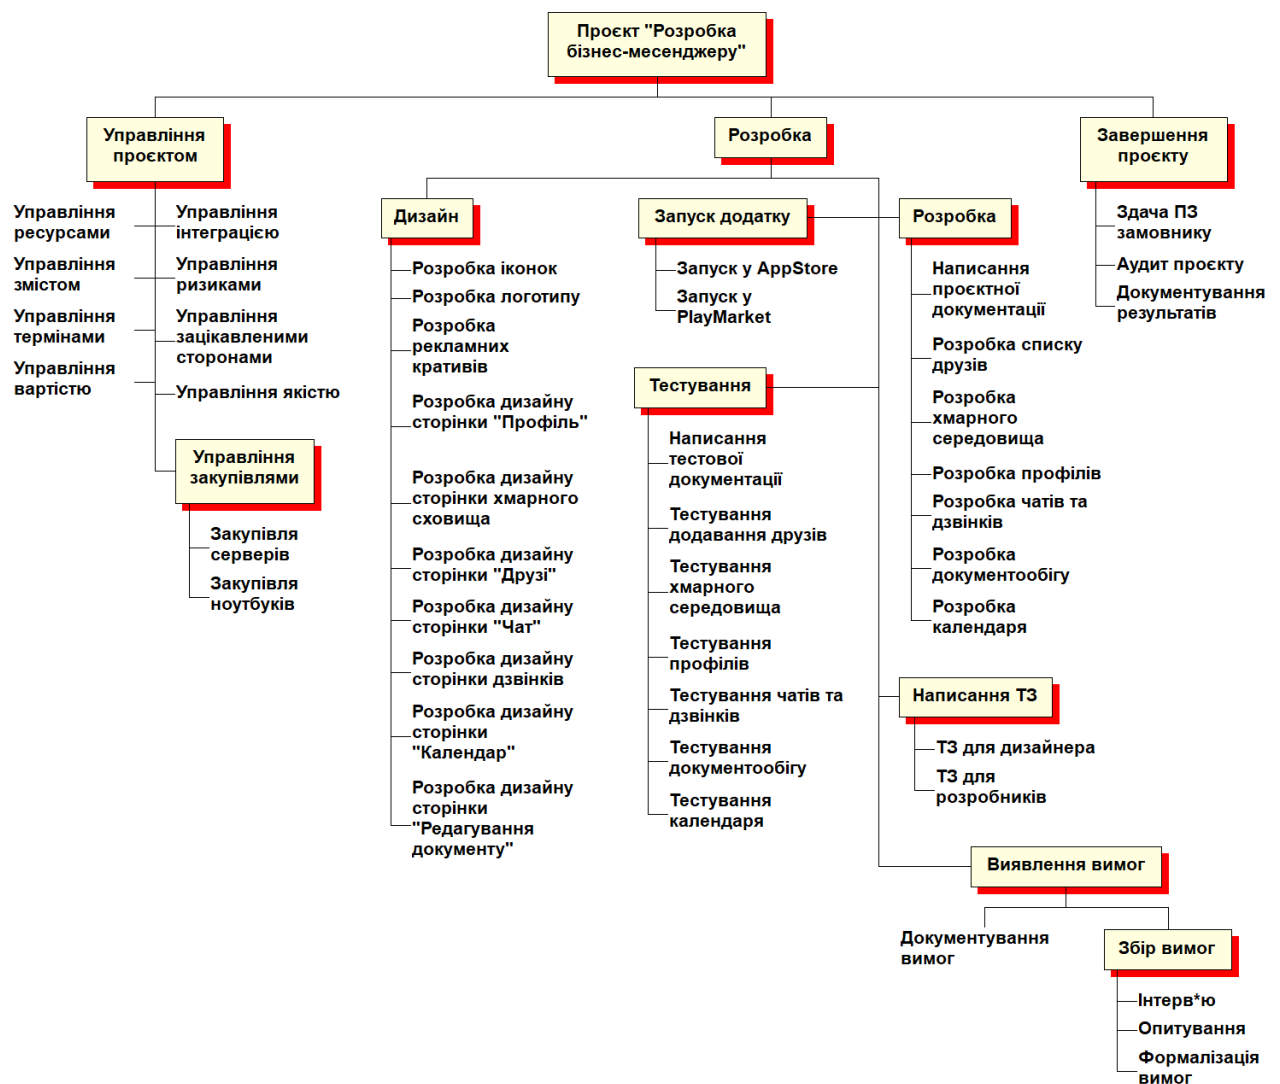 Проєкт "Розробка
бізнес-месенджеру"
Управління
проєктом
Управління
ресурсами
Управління
змістом
Управління
термінами
Управління
вартістю
Управління
інтеграцією
Управління
ризиками
Управління
зацікавленими
сторонами
Управління якістю
Управління
закупівлями
Закупівля
серверів
Закупівля
ноутбуків
Розробка
Дизайн
Розробка іконок
Розробка логотипу
Розробка
рекламних
кративів
Розробка дизайну
сторінки "Профіль"
Розробка дизайну
сторінки хмарного
сховища
Розробка дизайну
сторінки "Друзі"
Розробка дизайну
сторінки "Чат"
Розробка дизайну
сторінки дзвінків
Розробка дизайну
сторінки
"Календар"
Розробка дизайну
сторінки
"Редагування
документу"
Запуск додатку
Запуск у AppStore
Запуск у
PlayMarket
Тестування
Написання
тестової
документації
Тестування
додавання друзів
Тестування
хмарного
середовища
Тестування
профілів
Тестування чатів та
дзвінків
Тестування
документообігу
Тестування
календаря
Розробка
Написання
проєктної
документації
Розробка списку
друзів
Розробка
хмарного
середовища
Розробка профілів
Розробка чатів та
дзвінків
Розробка
документообігу
Розробка
календаря
Написання ТЗ
ТЗ для дизайнера
ТЗ для
розробників
Виявлення вимог
Документування
вимог
Збір вимог
Інтерв*ю
Опитування
Формалізація
вимог
Завершення
проєкту
Здача ПЗ
замовнику
Аудит проєкту
Документування
результатів